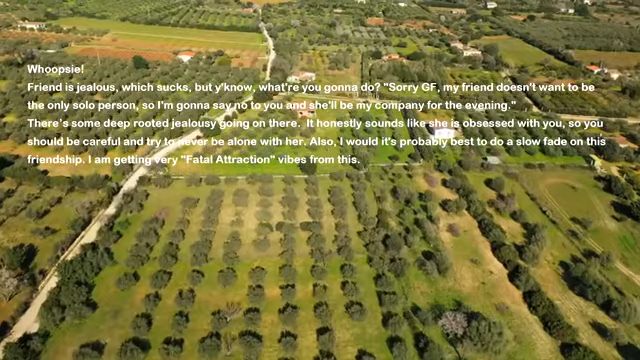 Whoopsie!
Friend is jealous, which sucks, but y'know, what're you gonna do? "Sorry GF, my friend doesn't want to be
the only solo person, so I'm gonna say no to you and she'll be my company for the evening."
There's some deep rooted jealousy going on there.  It honestly sounds like she is obsessed with you, so you
should be careful and try to never be alone with her. Also, I would it's probably best to do a slow fade on this
friendship. I am getting very "Fatal Attraction" vibes from this.